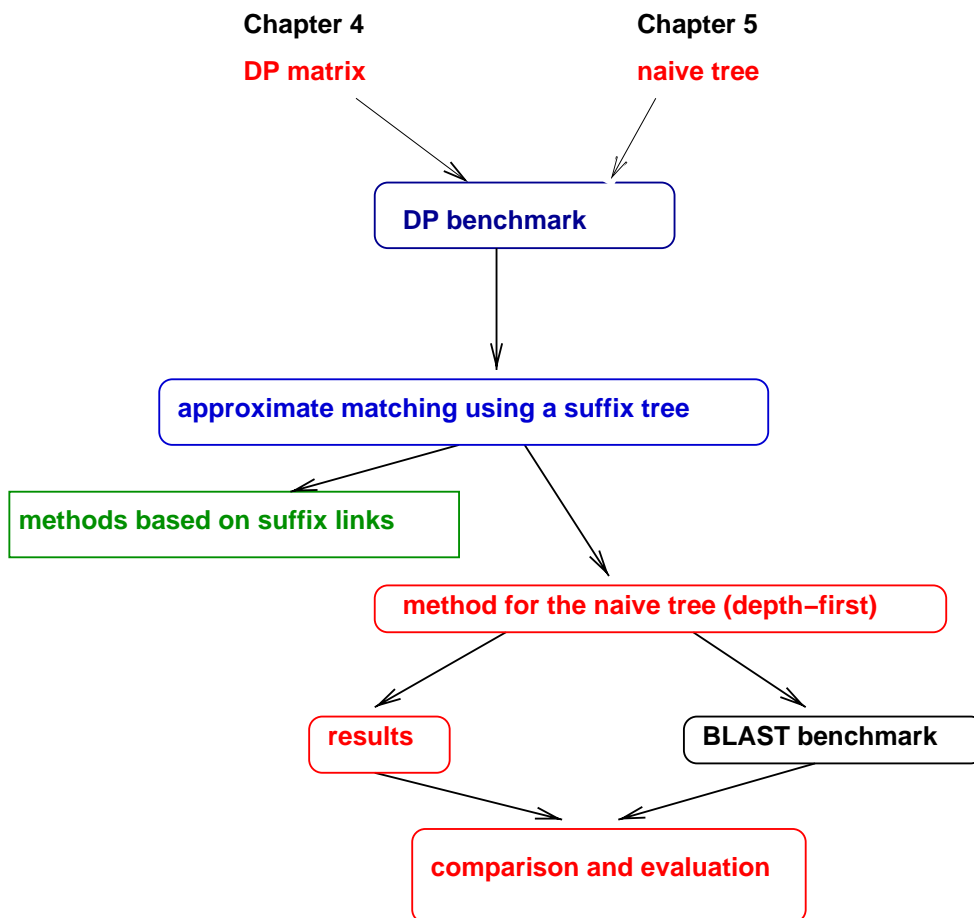 Chapter 4
Chapter 5
DP matrix
naive tree
DP benchmark
approximate matching using a suffix tree
methods based on suffix links
method for the naive tree (depth−first)
results
BLAST benchmark
comparison and evaluation